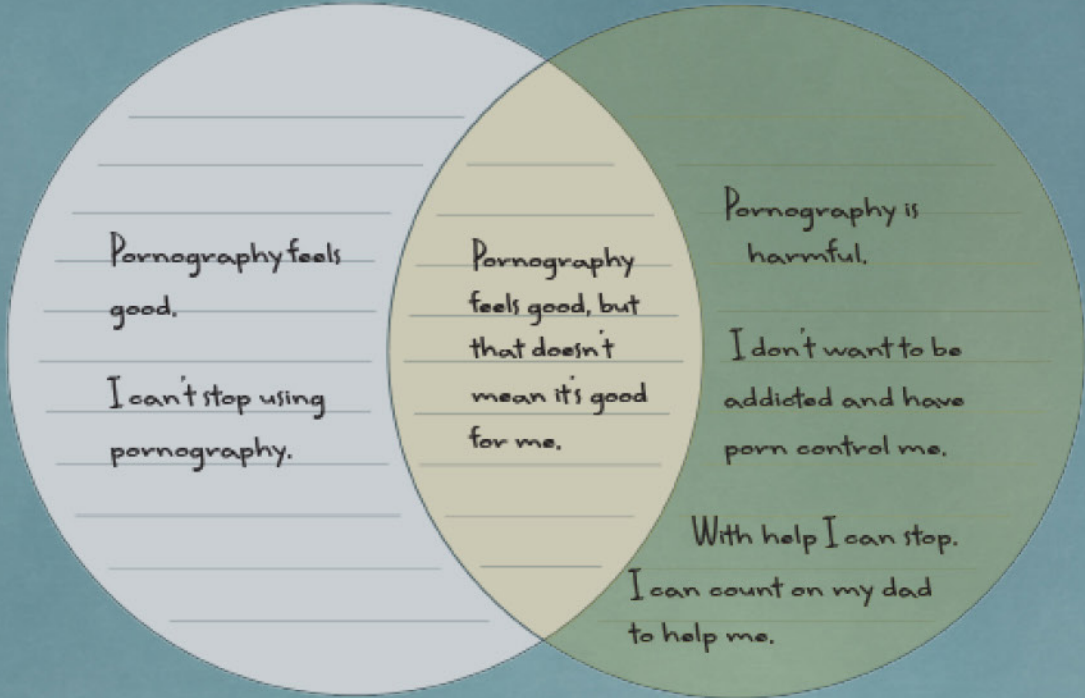 Pornography feels
good.
I can't stop using
pornography.
Pornography
feels good, but
that doesn't
mean it's good
for me.
Pornography is
harmful.
I don't want to be
addicted and have
porn control me.
With help I can stop.
I can count on my dad
to help me.